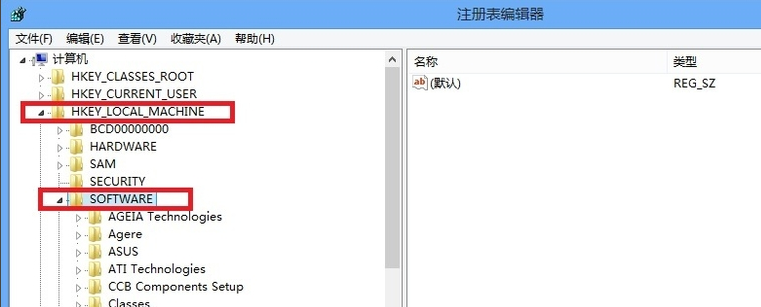 注册表编辑器
文件(F) 编辑(E) 查看(V) 收藏夹(A) 帮助(H)
计算机
HKEY_CLASSES_ROOT
HKEY_CURRENT_USER
HKEY_LOCAL_MACHINE
BCD00000000
HARDWARE
SAM
SECURITY
SOFTWARE
AGEIA Technologies
Agere
ASUS
ATI Technologies
CCB Components Setup
Classes
名称 类型
ab (默认) REG_SZ